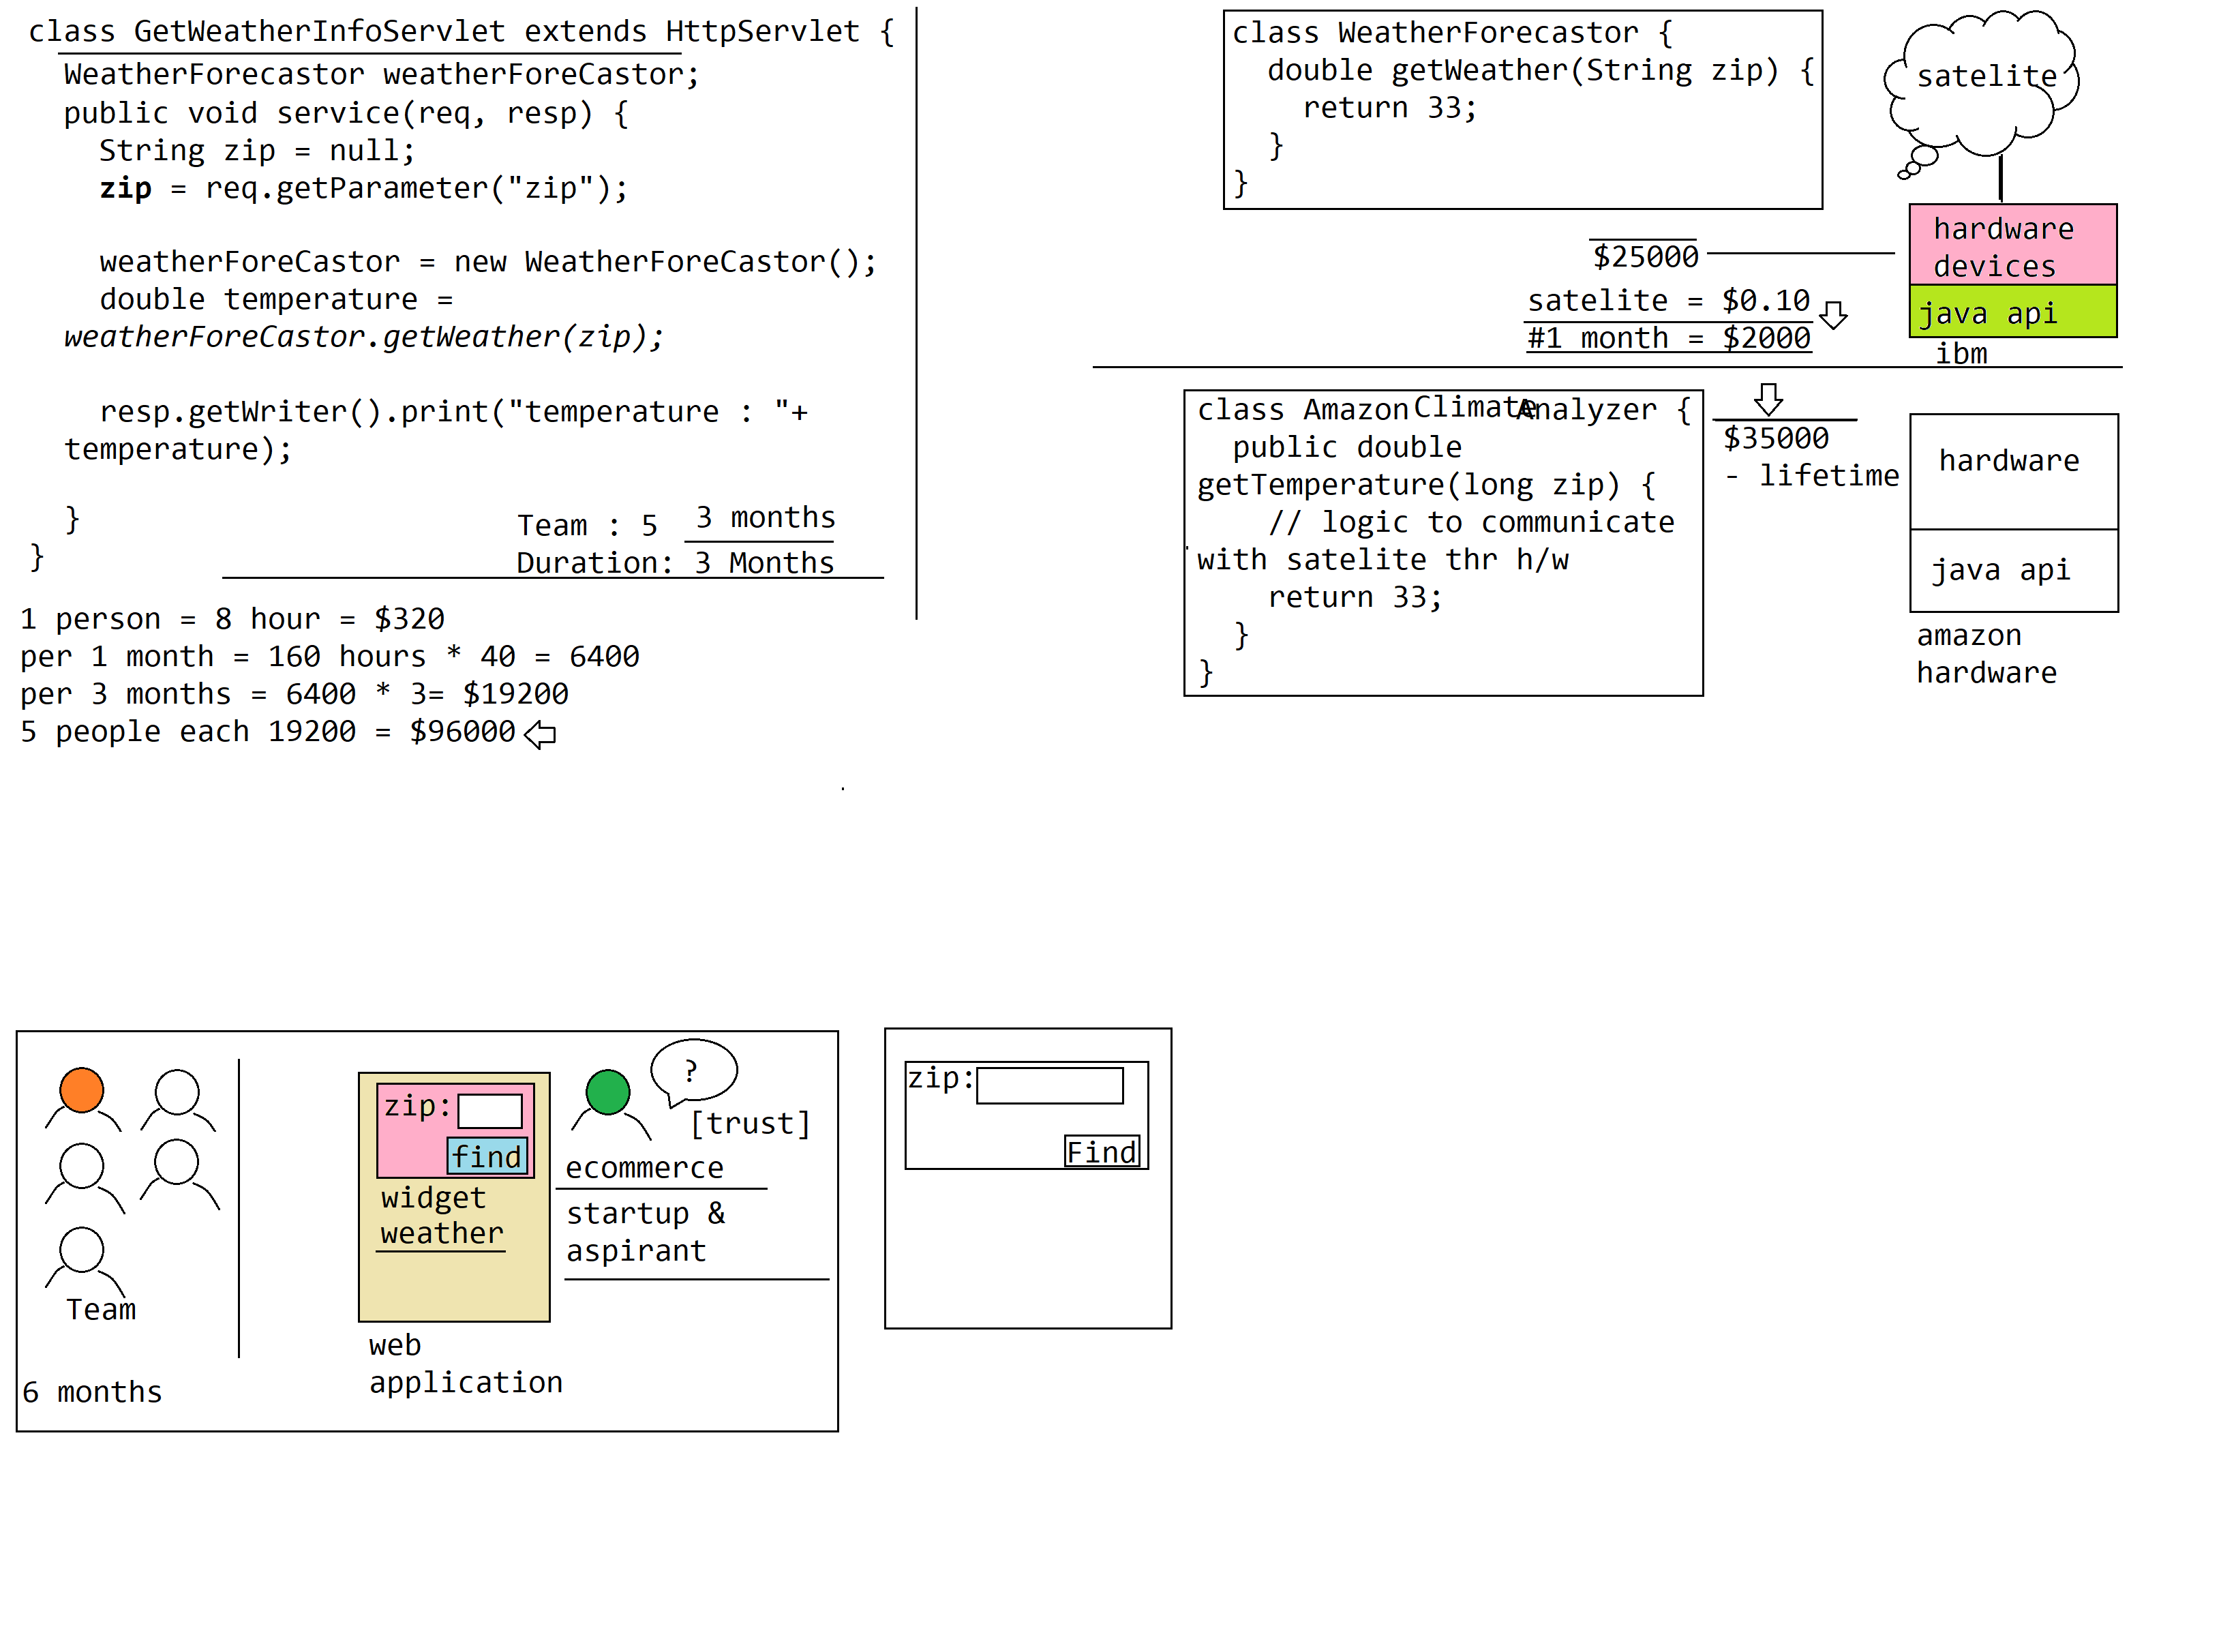 class GetWeatherInfoServlet extends HttpServlet {
  WeatherForecastor weatherForeCastor;
  public void service(req, resp) {
    String zip = null;
    zip = req.getParameter("zip");
    weatherForeCastor = new WeatherForeCastor();
    double temperature =
  weatherForeCastor.getWeather(zip);
    resp.getWriter().print("temperature : "+
  temperature);
  }
}
Team : 5
3 months
Duration: 3 Months
1 person = 8 hour = $320
per 1 month = 160 hours * 40 = 6400
per 3 months = 6400 * 3= $19200
5 people each 19200 = $96000
class WeatherForecastor {
  double getWeather(String zip) {
    return 33;
  }
}
satelite
$25000
satelite = $0.10
#1 month = $2000
hardware
devices
java api
ibm
class Amazon Climate Analyzer {
  public double
getTemperature(long zip) {
    // logic to communicate
with satelite thr h/w
    return 33;
  }
}
$35000
- lifetime
hardware
java api
amazon
hardware
Team
6 months
zip:
find
widget
weather
web
application
?
[trust]
ecommerce
startup &
aspirant
zip:
Find